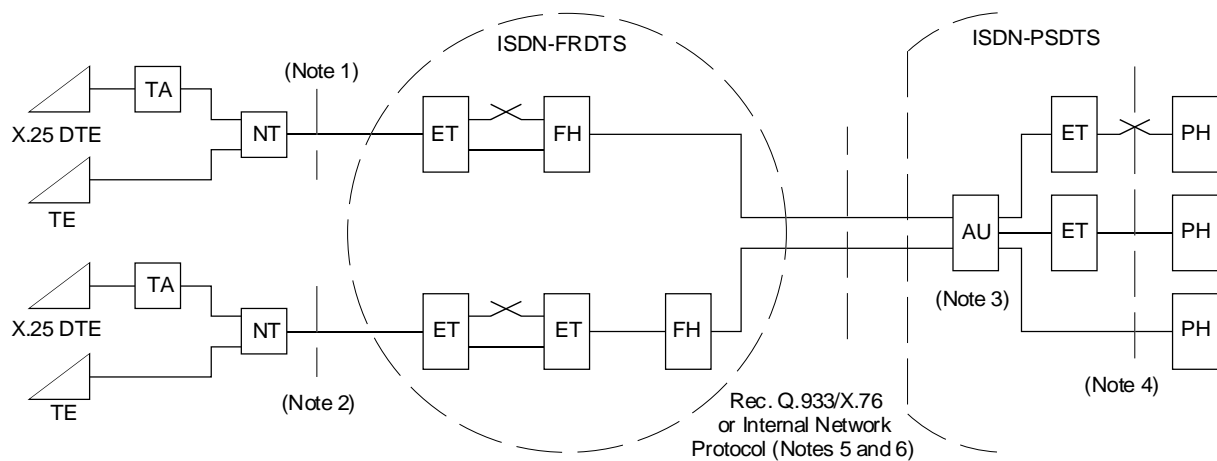 ISDN-FRDTS
ISDN-PSDTS
(Note 1)
TA
X.25 DTE
NT
ET
FH
ET
PH
TE
AU
ET
PH
(Note 3)
TA
X.25 DTE
NT
ET
ET
FH
PH
TE
(Note 2)
(Note 4)
Rec. Q.933/X.76
or Internal Network
Protocol (Notes 5 and 6)